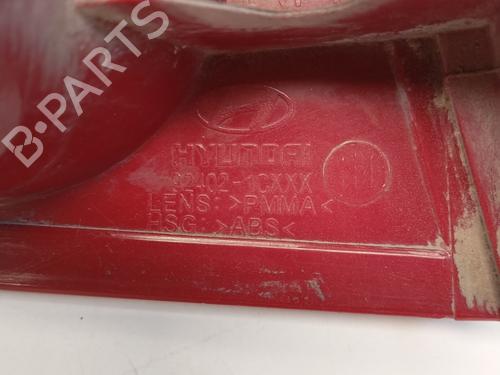 B-PARTS
HYUNDAI
92402-1CXXX
LENS: >PMMA<
HSG: >ABS<